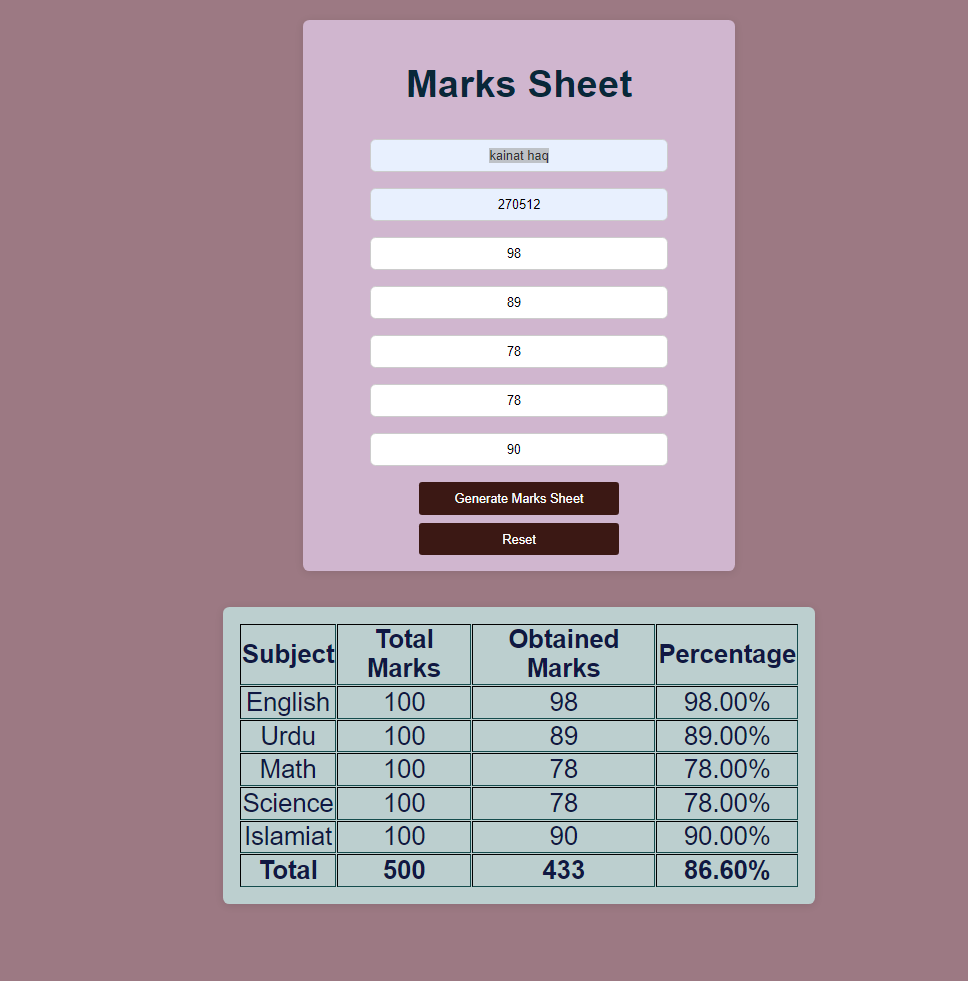 Marks Sheet
kainat haq
270512
98
89
78
78
90
Generate Marks Sheet
Reset
Subject Total Marks Obtained Marks Percentage
English 100 98 98.00%
Urdu 100 89 89.00%
Math 100 78 78.00%
Science 100 78 78.00%
Islamiat 100 90 90.00%
Total 500 433 86.60%